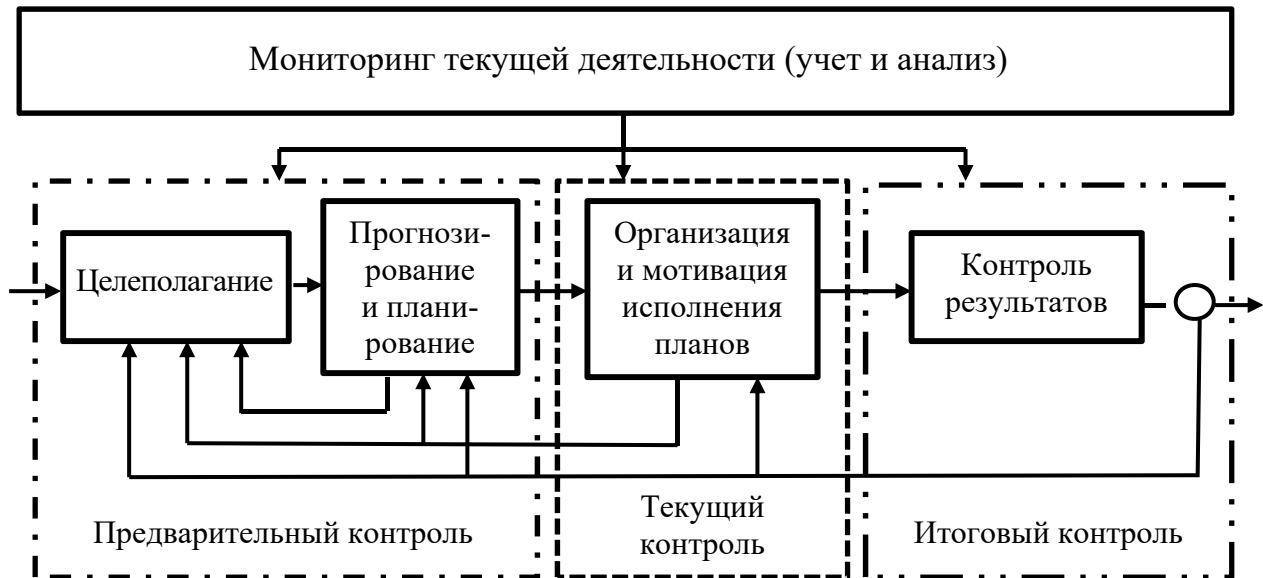 Мониторинг текущей деятельности (учет и анализ)
Целеполагание
Прогнози-
рование
и плани-
рование
Организация
и мотивация
исполнения
планов
Контроль
результатов
Предварительный контроль
Текущий
контроль
Итоговый контроль